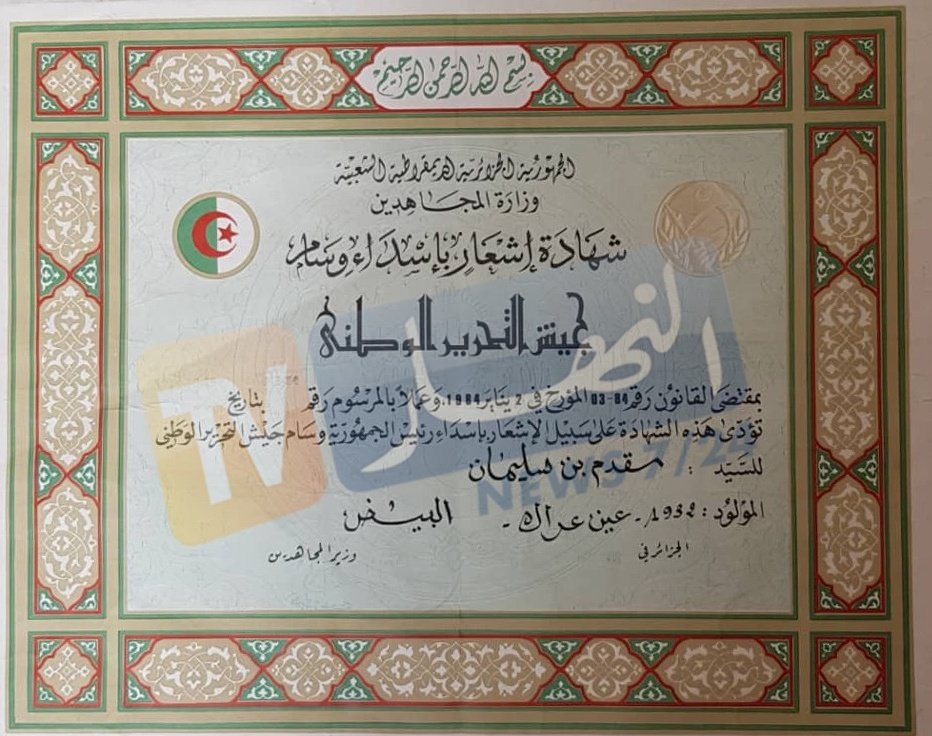 بسم الله الرحمن الرحيم
الجمهورية الجزائرية الديمقراطية الشعبية
وزارة المجاهدين
شهادة إشعار بإسداء وسام
جيش التحرير الوطني
بمقتضى القانون رقم 84-03 المؤرخ في 2 يناير 1984، وعملاً بالمرسوم رقم بتاريخ
تؤدى هذه الشهادة على سبيل الإشعار بإسداء رئيس الجمهورية وسام جيش التحرير الوطني
للسيد : مقدم بن سليمان
المولود : 1932 - عين عراك - البيض
الجزائر في وزير المجاهدين
النهار TV
NEWS 7/24